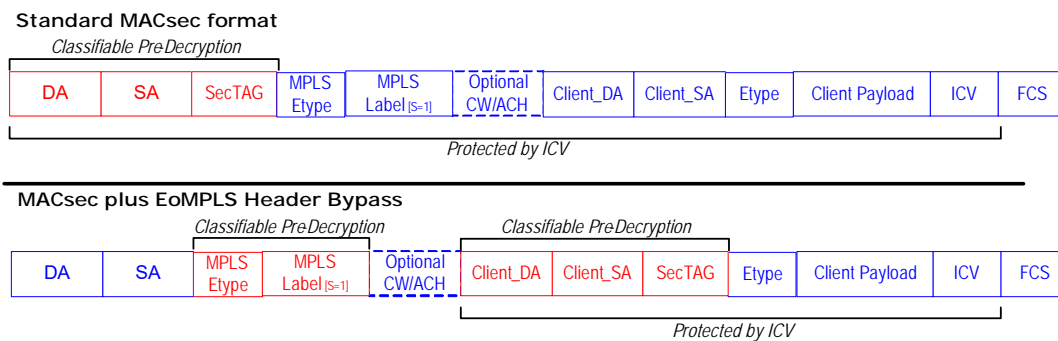 Standard MACsec format
Classifiable Pre-Decryption
DA SA SecTAG MPLS Etype MPLS Label [S=1] Optional CW/ACH Client_DA Client_SA Etype Client Payload ICV FCS
Protected by ICV
MACsec plus EoMPLS Header Bypass
Classifiable Pre-Decryption Classifiable Pre-Decryption
DA SA MPLS Etype MPLS Label [S=1] Optional CW/ACH Client_DA Client_SA SecTAG Etype Client Payload ICV FCS
Protected by ICV